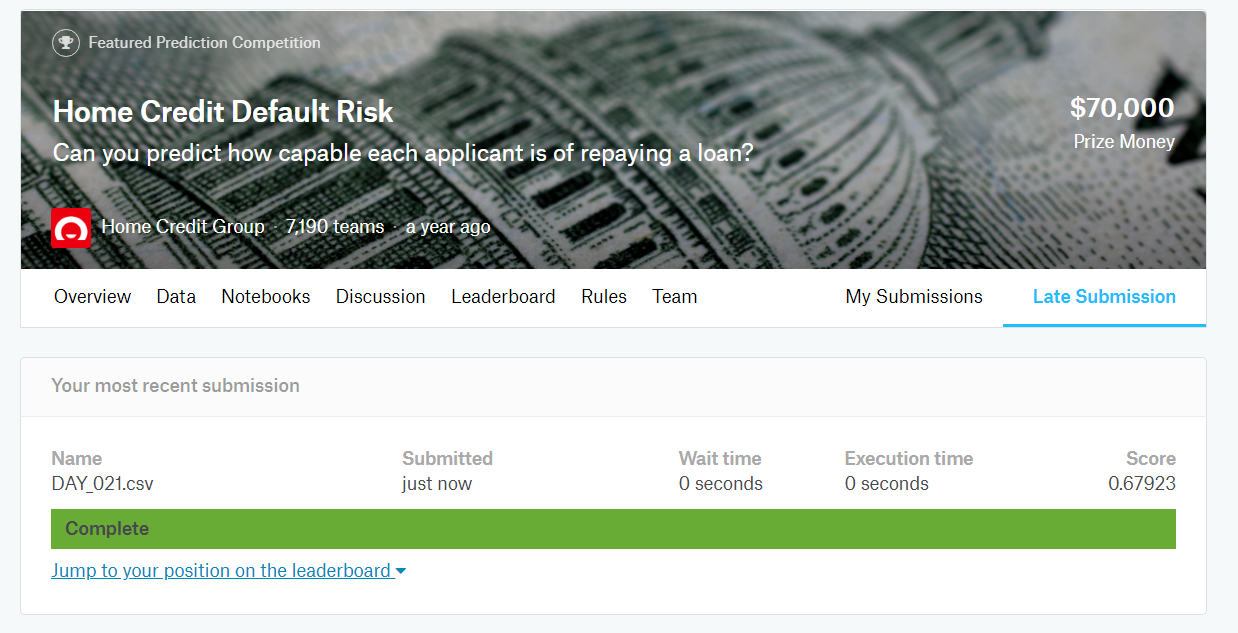 Featured Prediction Competition
Home Credit Default Risk
$70,000
Can you predict how capable each applicant is of repaying a loan?
Prize Money
Home Credit Group · 7,190 teams · a year ago
Overview Data Notebooks Discussion Leaderboard Rules Team My Submissions Late Submission
Your most recent submission
Name Submitted Wait time Execution time Score
DAY_021.csv just now 0 seconds 0 seconds 0.67923
Complete
Jump to your position on the leaderboard